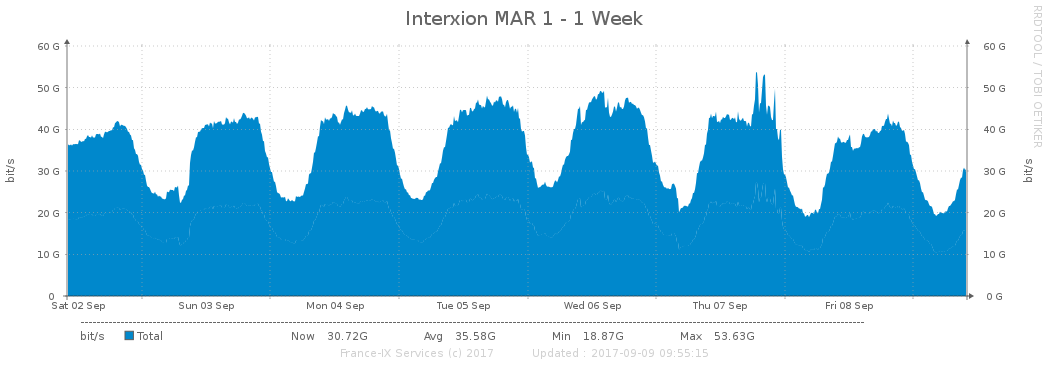 Interxion MAR 1 - 1 Week
RRDTOOL / TOBI OETIKER
bit/s
60 G
50 G
40 G
30 G
20 G
10 G
0
60 G
50 G
40 G
30 G
20 G
10 G
0 G
bit/s
Sat 02 Sep Sun 03 Sep Mon 04 Sep Tue 05 Sep Wed 06 Sep Thu 07 Sep Fri 08 Sep
bit/s Total Now 30.72G Avg 35.58G Min 18.87G Max 53.63G
France-IX Services (c) 2017 Updated : 2017-09-09 09:55:15